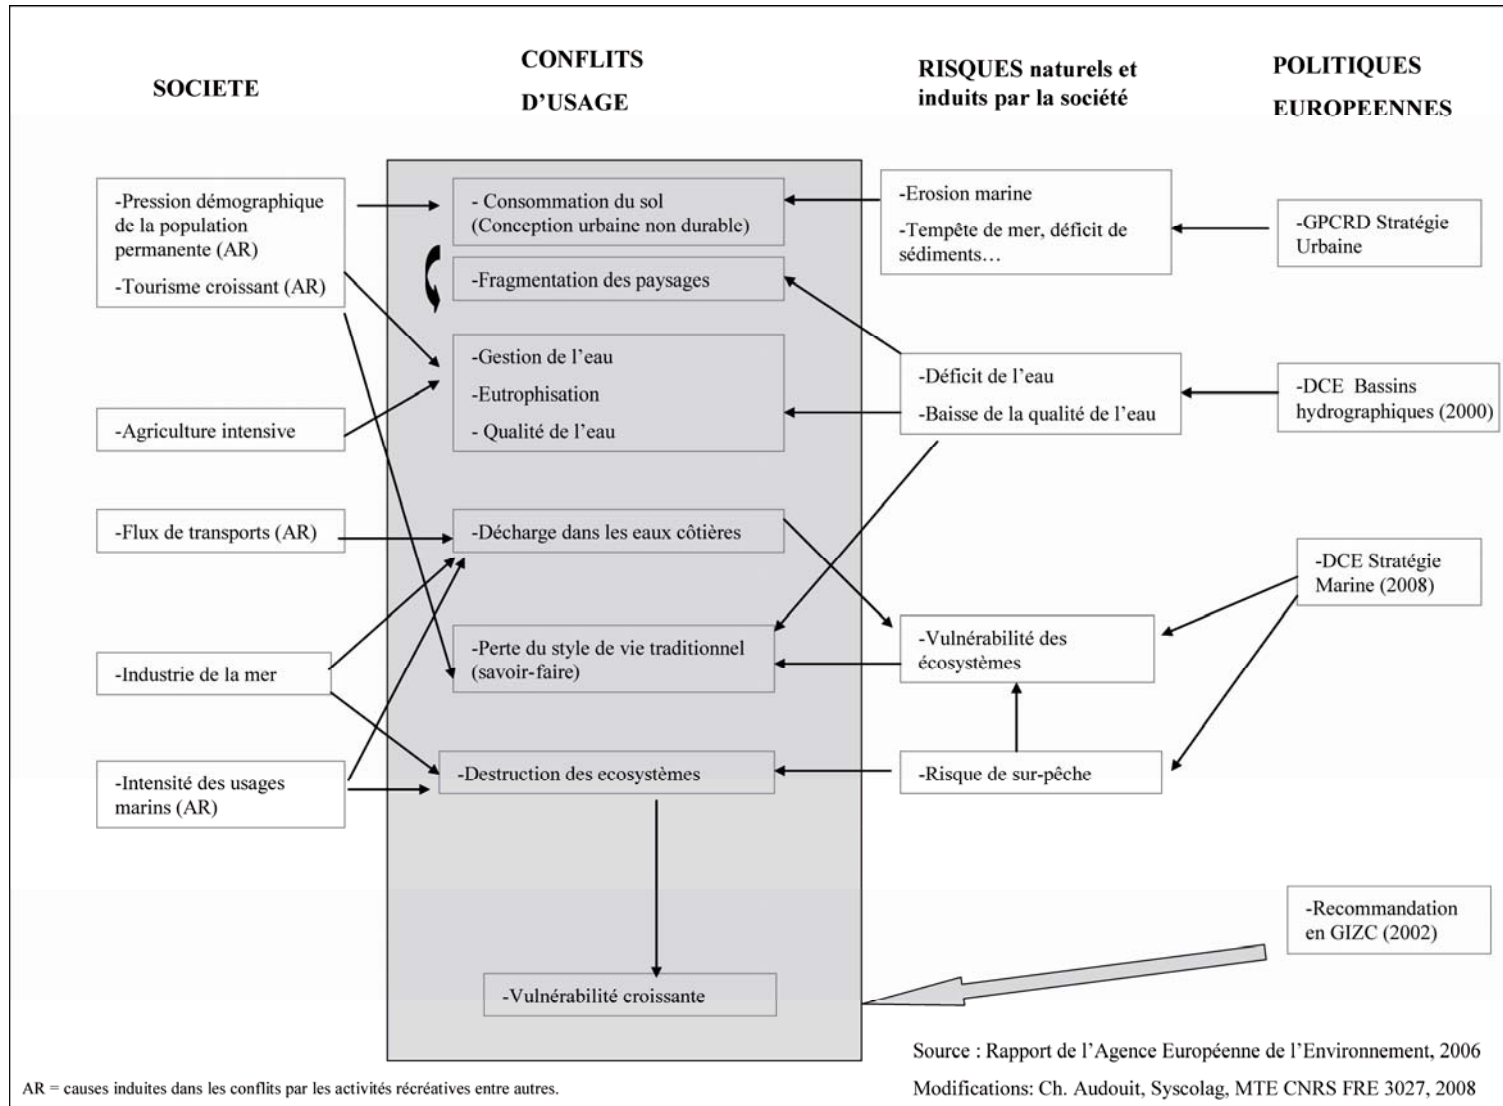 SOCIETE
CONFLITS
D'USAGE
RISQUES naturels et
induits par la société
POLITIQUES
EUROPEENNES
-Pression démographique
de la population
permanente (AR)
-Tourisme croissant (AR)
-Agriculture intensive
-Flux de transports (AR)
-Industrie de la mer
-Intensité des usages
marins (AR)
- Consommation du sol
(Conception urbaine non durable)
-Fragmentation des paysages
-Gestion de l'eau
-Eutrophisation
- Qualité de l'eau
-Décharge dans les eaux côtières
-Perte du style de vie traditionnel
(savoir-faire)
-Destruction des ecosystèmes
-Vulnérabilité croissante
-Erosion marine
-Tempête de mer, déficit de
sédiments…
-Déficit de l'eau
-Baisse de la qualité de l'eau
-Vulnérabilité des
écosystèmes
-Risque de sur-pêche
-GPCRD Stratégie
Urbaine
-DCE Bassins
hydrographiques (2000)
-DCE Stratégie
Marine (2008)
-Recommandation
en GIZC (2002)
Source : Rapport de l'Agence Européenne de l'Environnement, 2006
AR = causes induites dans les conflits par les activités récréatives entre autres.
Modifications: Ch. Audouit, Syscolag, MTE CNRS FRE 3027, 2008